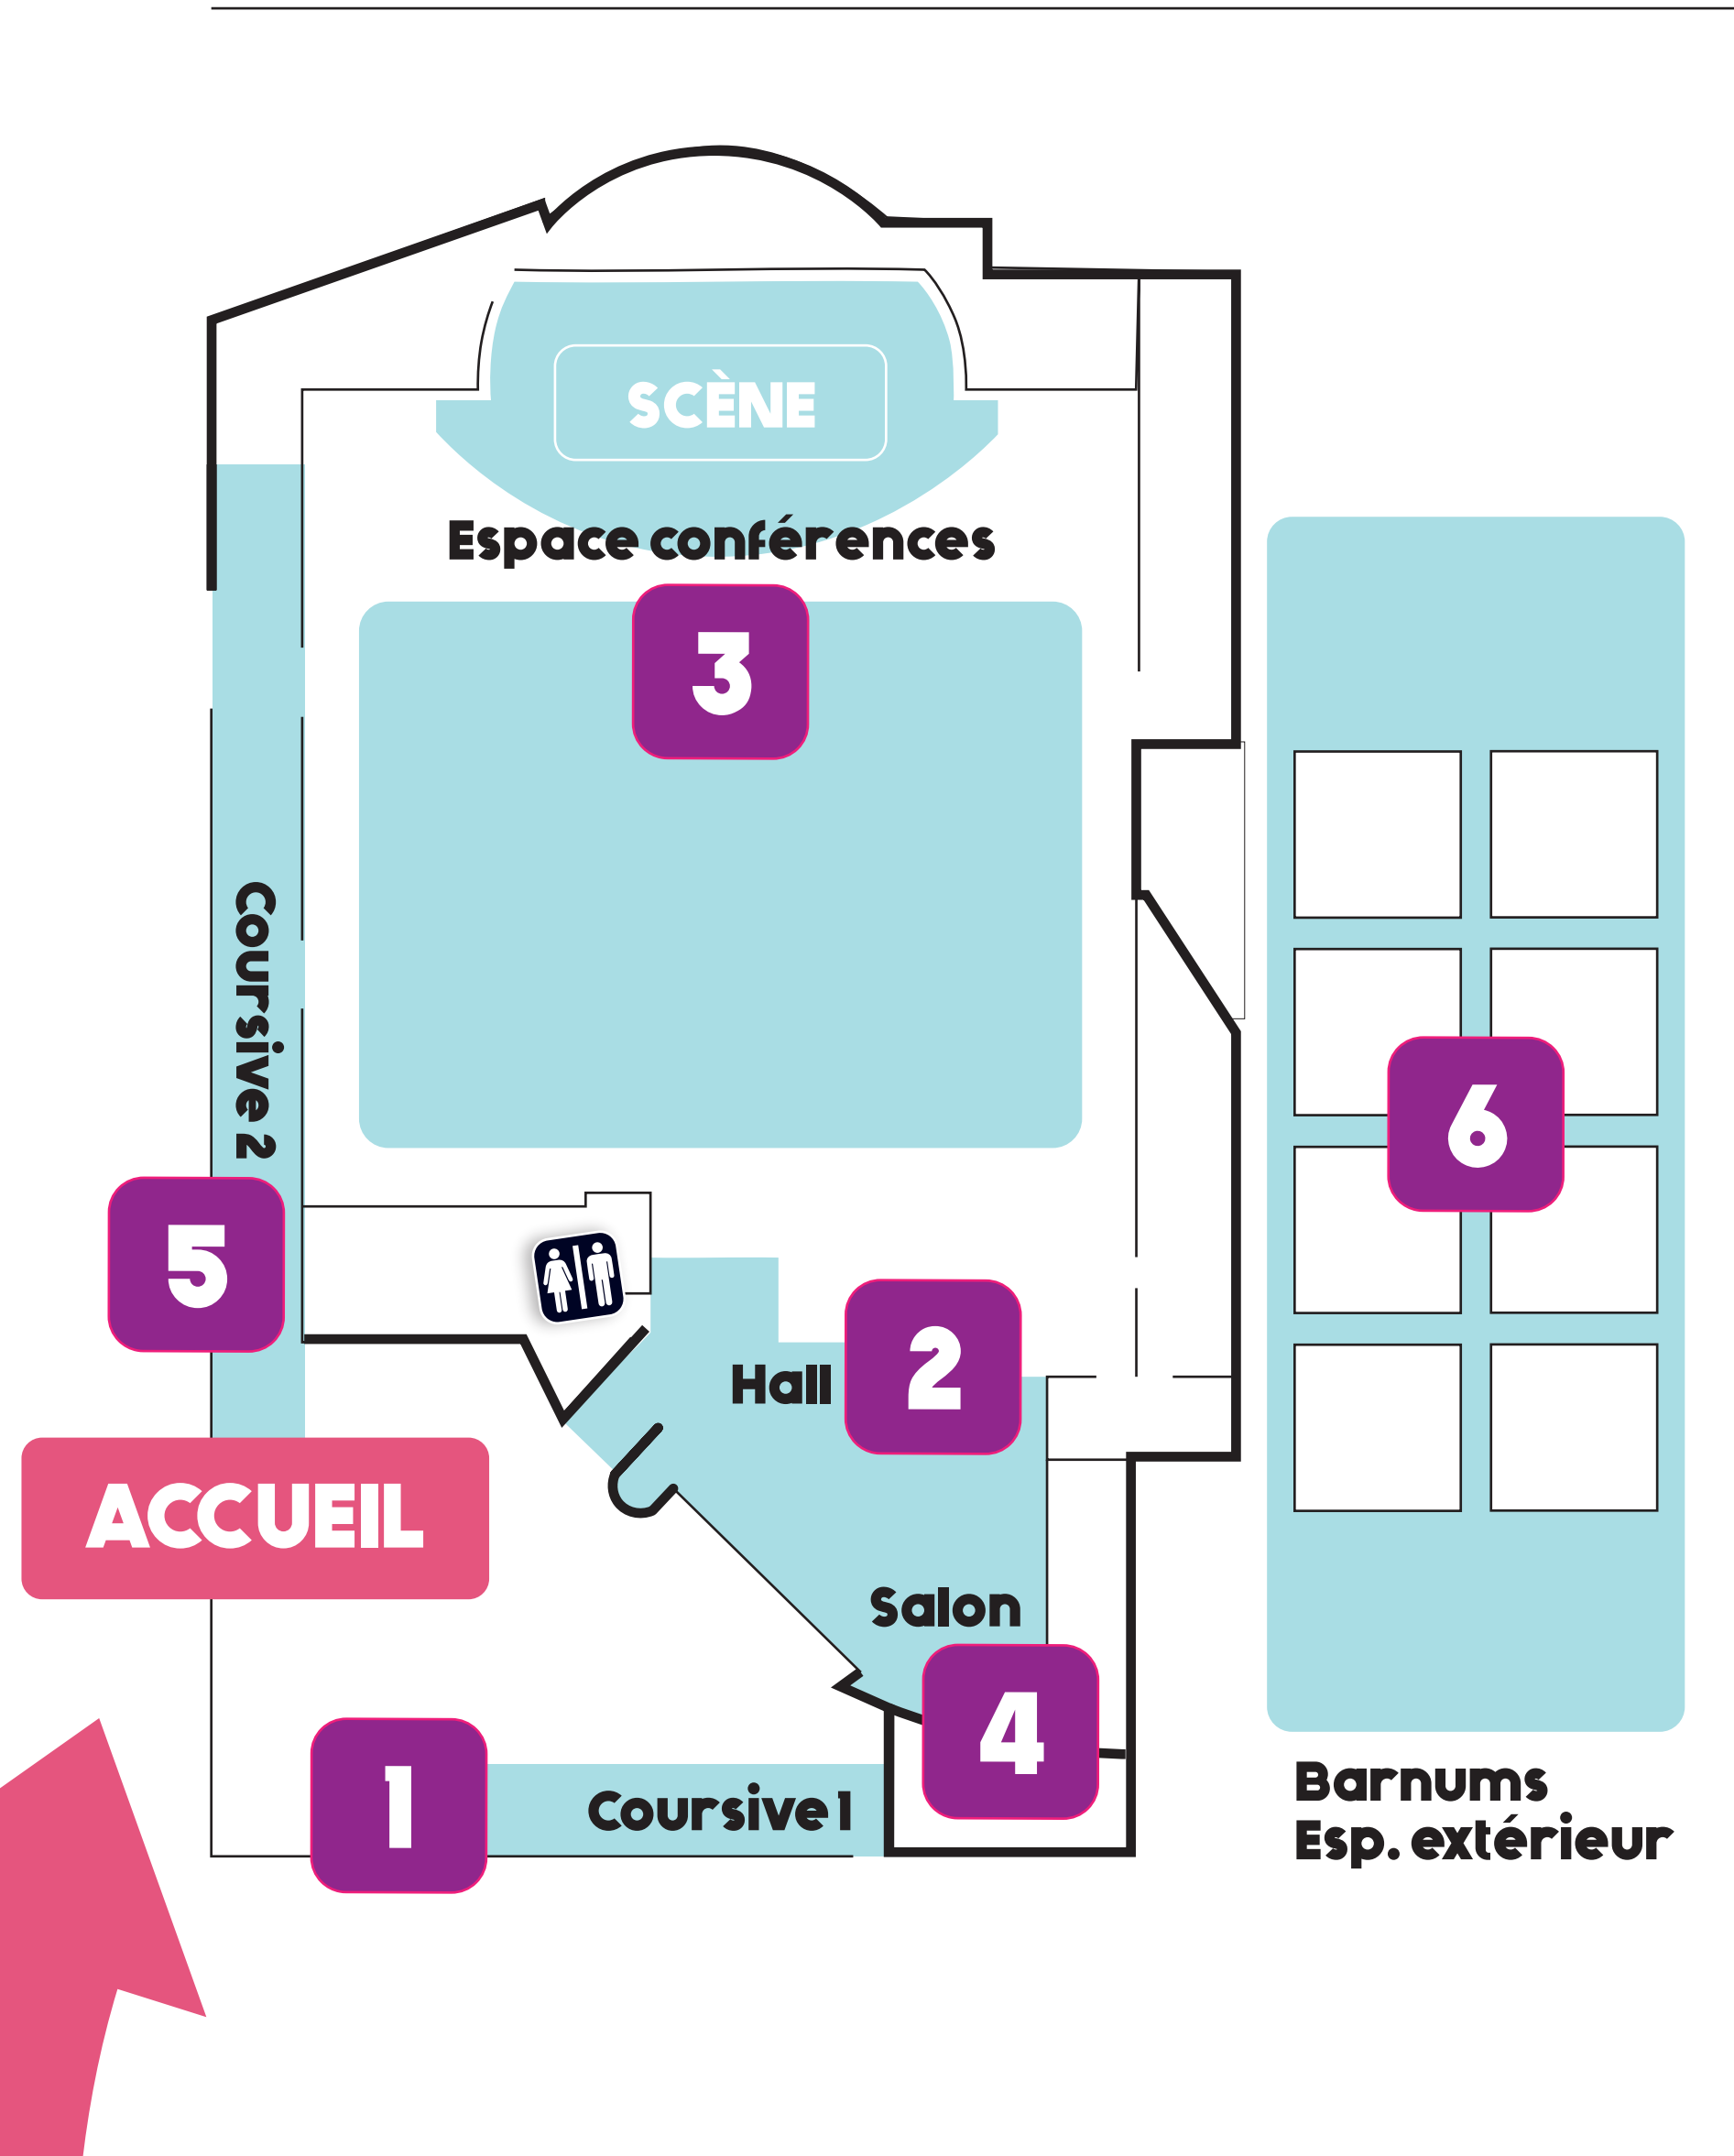 SCÈNE
Espace conférences
3
Coursive 2
5
6
2
Hall
ACCUEIL
Salon
4
1
Coursive 1
Barnums
Esp. extérieur